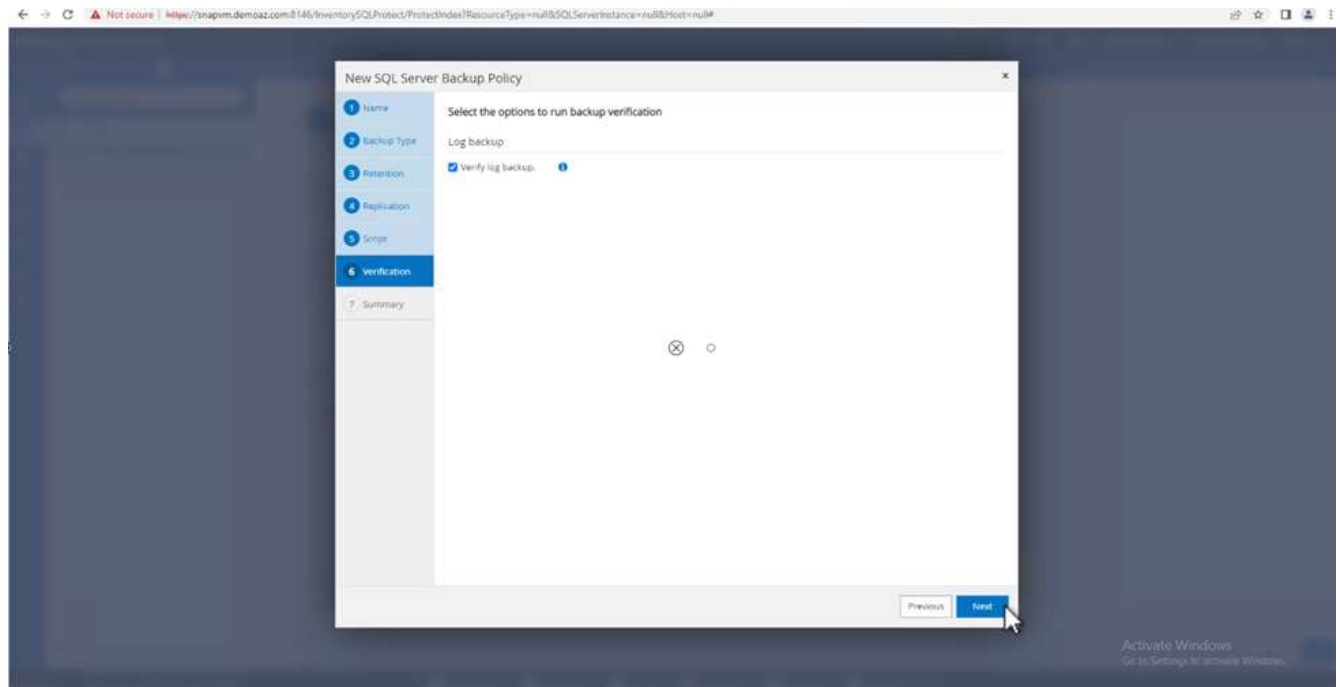 Not secure | https://snapvm.demoaz.com:8146/InventorySQLProtect/ProtectIndex?ResourceType=null&SQLServerInstance=null&Host=null#
New SQL Server Backup Policy
x
1 Name
2 Backup Type
3 Retention
4 Replication
5 Script
6 Verification
7 Summary
Select the options to run backup verification
Log backup
Verify log backup.
Previous
Next
Activate Windows
Go to Settings to activate Windows.